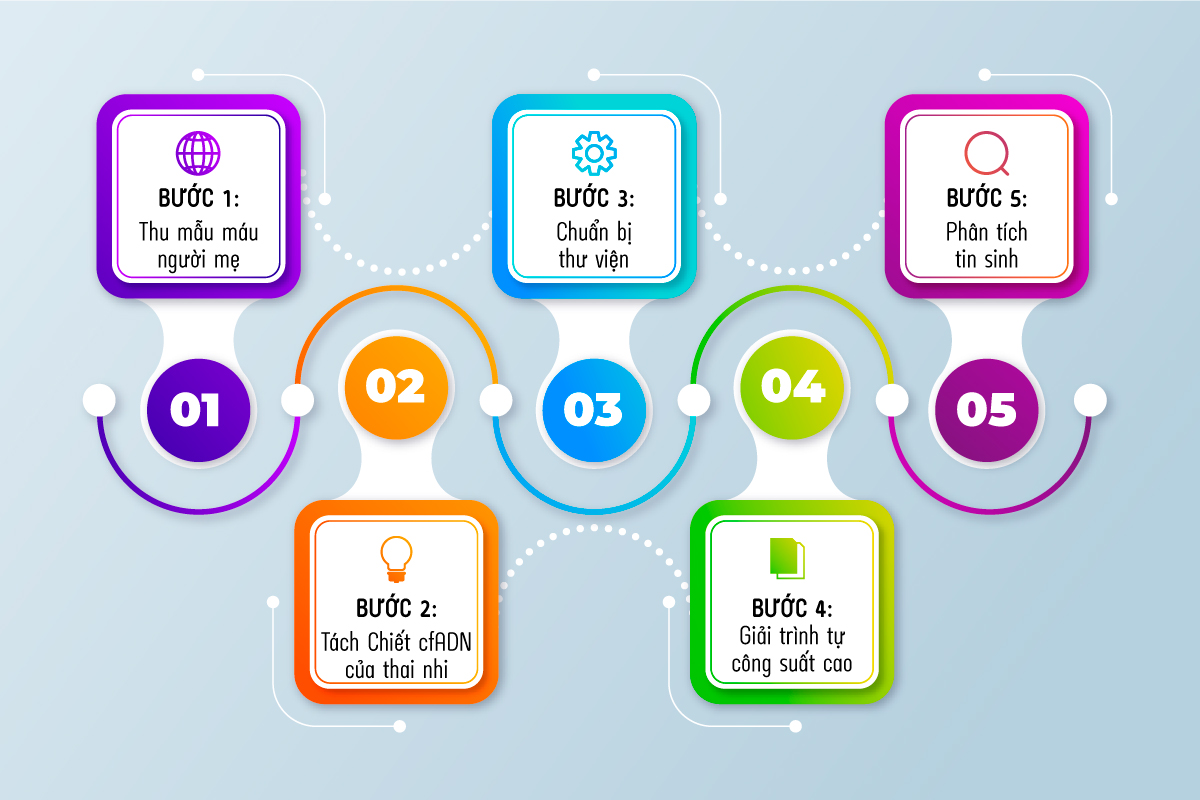 BƯỚC 1:
Thu mẫu máu
người mẹ
01
BƯỚC 2:
Tách Chiết cfADN
của thai nhi
02
BƯỚC 3:
Chuẩn bị
thư viện
03
BƯỚC 4:
Giải trình tự
công suất cao
04
BƯỚC 5:
Phân tích
tin sinh
05